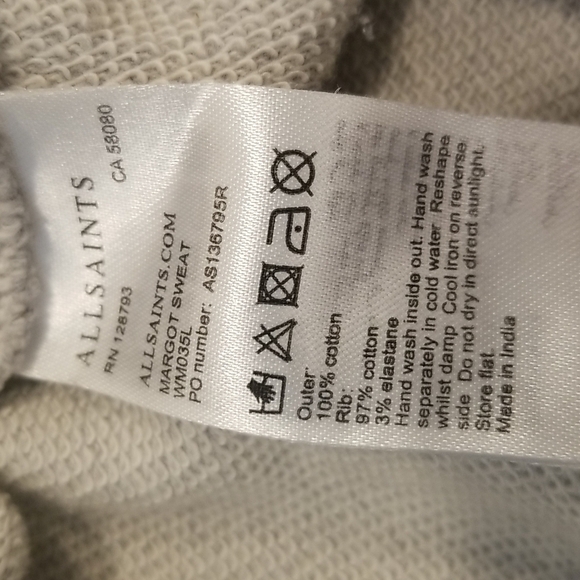 ALLSAINTS
RN 128793
CA 58080
ALLSAINTS.COM
MARGOT SWEAT
WM035L
PO number: AS136795R
Outer:
100% cotton
Rib:
97% cotton
3% elastane
Hand wash inside out. Hand wash
separately in cold water. Reshape
whilst damp. Cool iron on reverse
side. Do not dry in direct sunlight.
Store flat.
Made in India